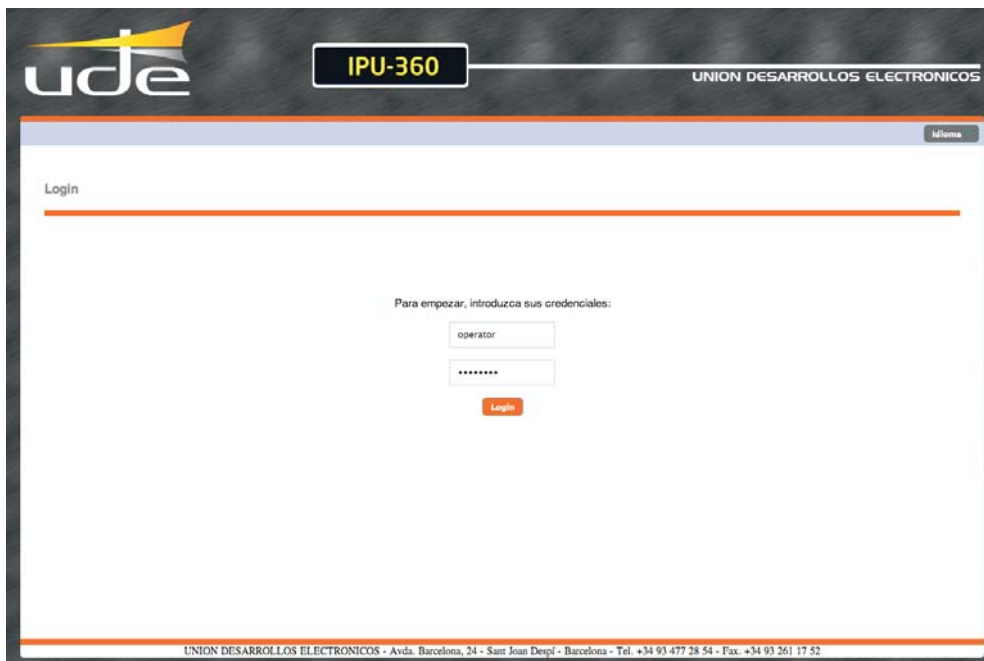 ude
IPU-360
UNION DESARROLLOS ELECTRONICOS
Idioma
Login
Para empezar, introduzca sus credenciales:
operator
••••••••
Login
UNION DESARROLLOS ELECTRONICOS - Avda. Barcelona, 24 - Sant Joan Despí - Barcelona - Tel. +34 93 477 28 54 - Fax. +34 93 261 17 52